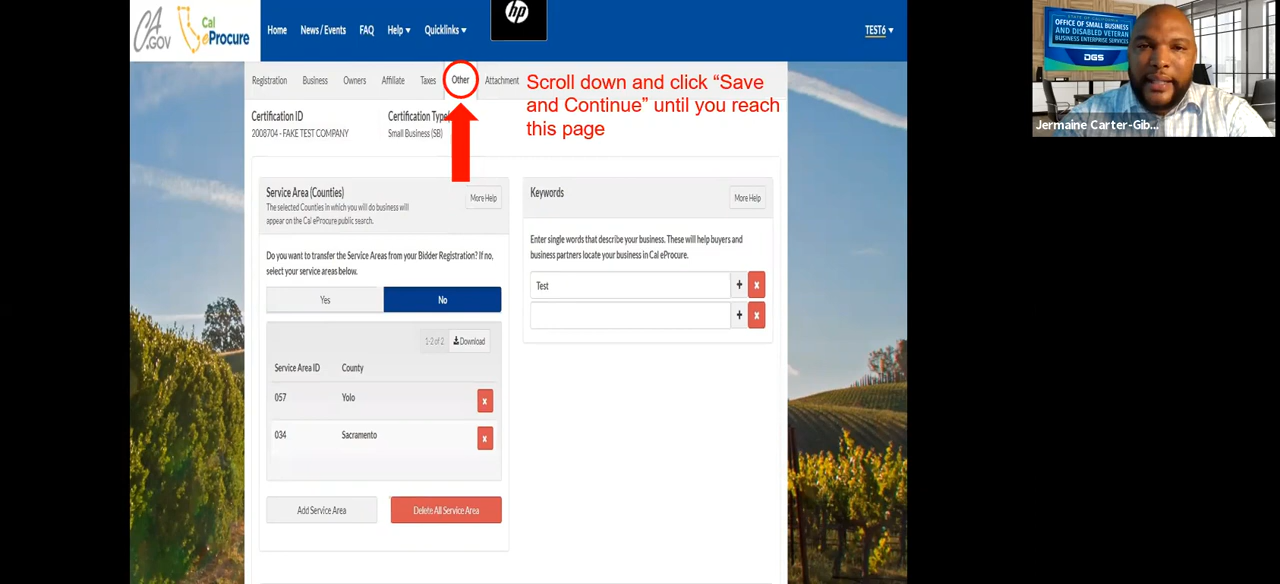 CA.GOV
Cal eProcure
Home News/Events FAQ Help Quicklinks
hp
TEST6
Registration Business Owners Affiliate Taxes Other Attachment
Scroll down and click “Save
and Continue” until you reach
this page
Certification ID
2008704 - FAKE TEST COMPANY
Certification Type
Small Business (SB)
Service Area (Counties)
The selected Counties in which you will do business will
appear on the Cal eProcure public search.
More Help
Do you want to transfer the Service Areas from your Bidder Registration? If no,
select your service areas below.
Yes No
1-2 of 2 Download
Service Area ID County
057 Yolo x
034 Sacramento x
Add Service Area Delete All Service Area
Keywords
More Help
Enter single words that describe your business. These will help buyers and
business partners locate your business in Cal eProcure.
Test + x
+ x
STATE OF CALIFORNIA
OFFICE OF SMALL BUSINESS
AND DISABLED VETERAN
BUSINESS ENTERPRISE SERVICES
DGS
Jermaine Carter-Gib...